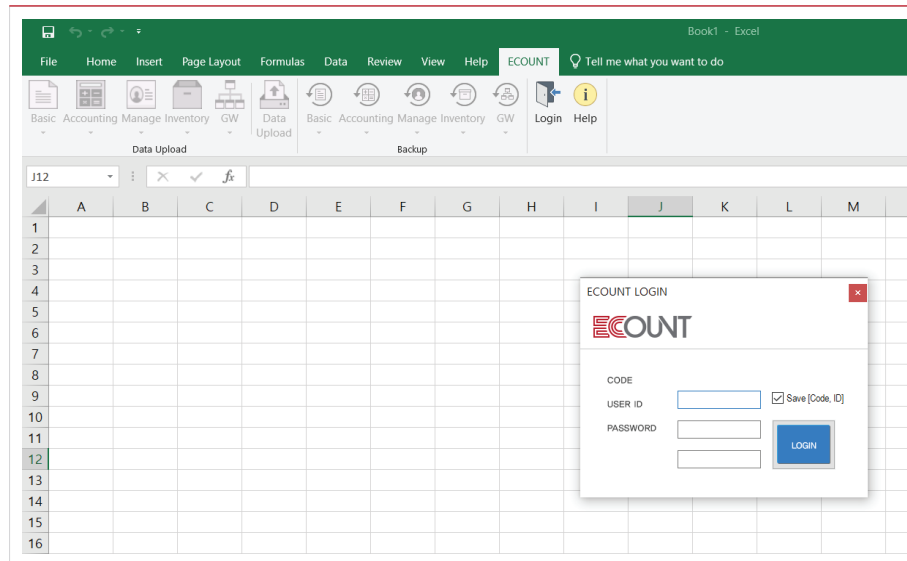 Book1 - Excel
File Home Insert Page Layout Formulas Data Review View Help ECOUNT Tell me what you want to do
Basic Accounting Manage Inventory GW Data Upload Basic Accounting Manage Inventory GW Login Help
Data Upload Backup
J12 fx
A B C D E F G H I J K L M
1
2
3
4
5
6
7
8
9
10
11
12
13
14
15
16
ECOUNT LOGIN
ECOUNT
CODE
USER ID
Save [Code, ID]
PASSWORD
LOGIN